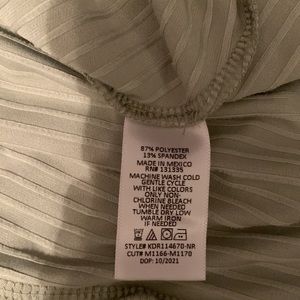 87% POLYESTER
13% SPANDEX
MADE IN MEXICO
RN# 131335
MACHINE WASH COLD
GENTLE CYCLE
WITH LIKE COLORS
ONLY NON-
CHLORINE BLEACH
WHEN NEEDED
TUMBLE DRY LOW
WARM IRON
IF NEEDED
STYLE# KDR114670-NR
CUT# M1166-M1170
DOP: 10/2021